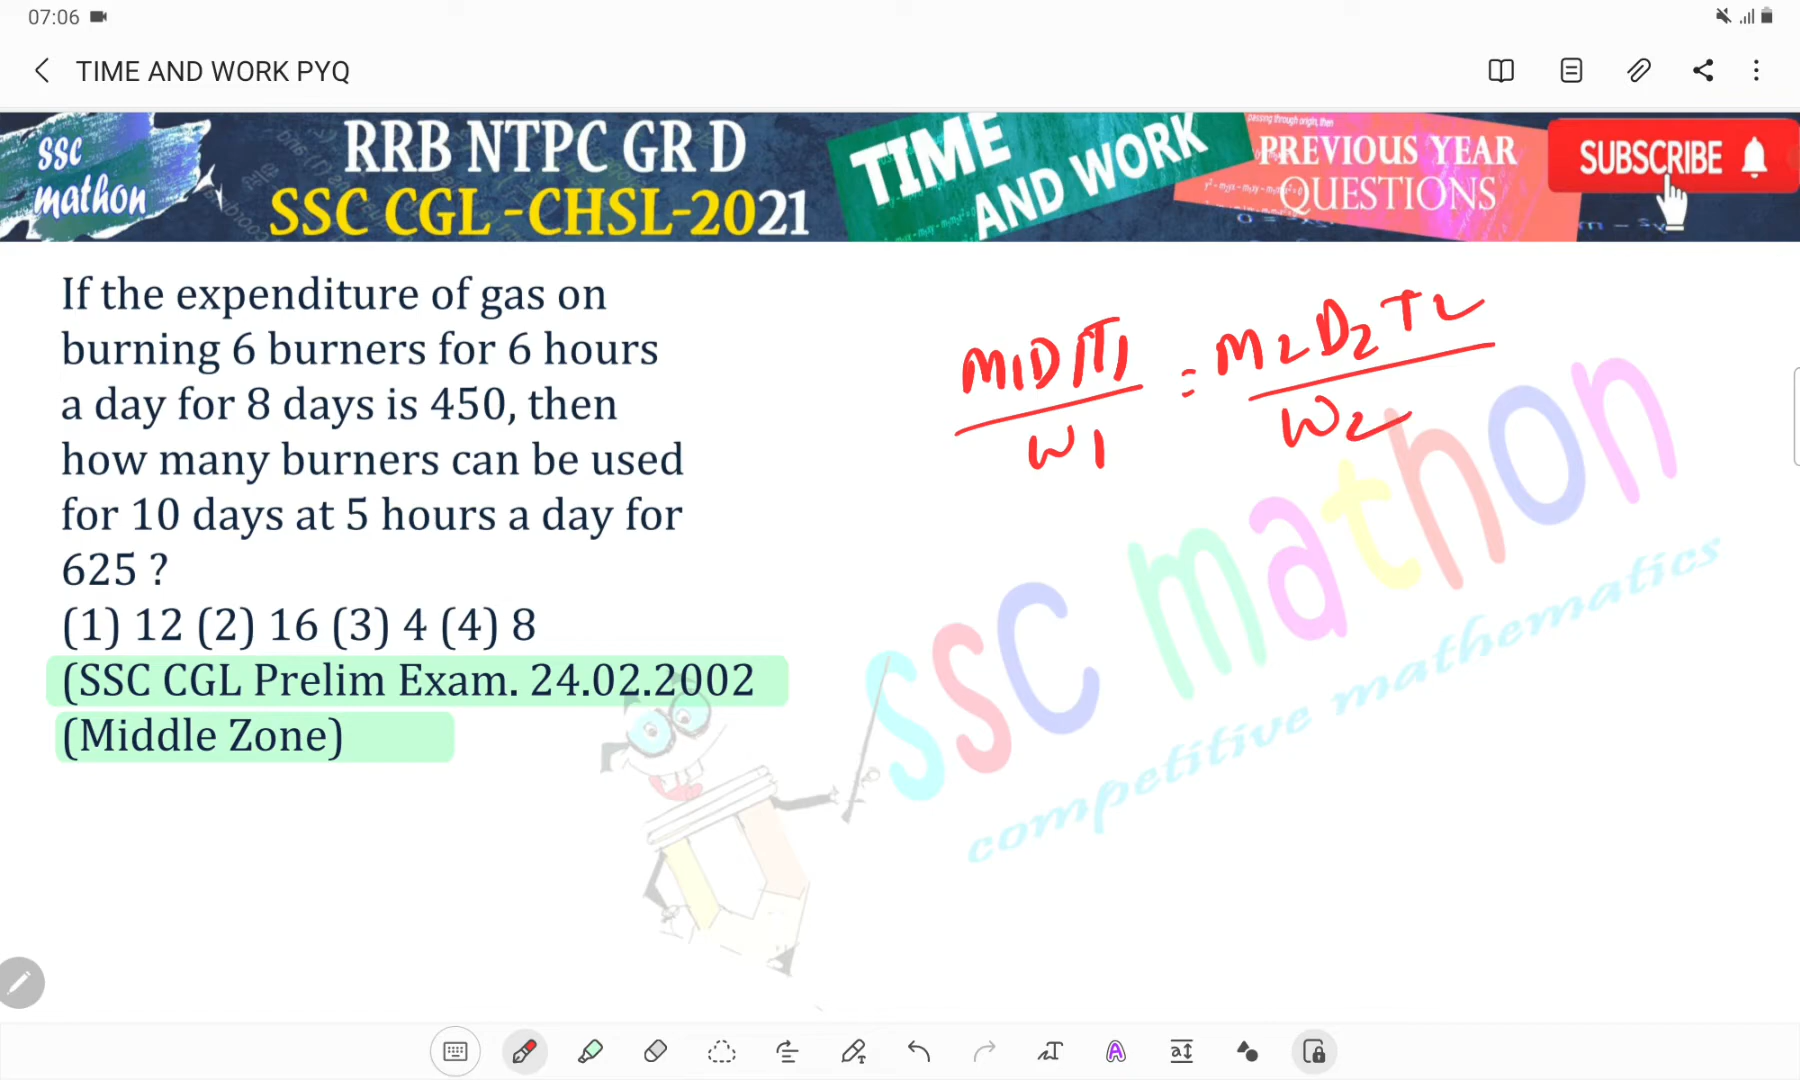 07:06
TIME AND WORK PYQ
SSC
mathon
RRB NTPC GR D
SSC CGL -CHSL-2021
TIME
AND WORK
passing through origin, then
PREVIOUS YEAR
QUESTIONS
SUBSCRIBE
If the expenditure of gas on
burning 6 burners for 6 hours
a day for 8 days is 450, then
how many burners can be used
for 10 days at 5 hours a day for
625 ?
(1) 12 (2) 16 (3) 4 (4) 8
(SSC CGL Prelim Exam. 24.02.2002
(Middle Zone)
M1D1T1 = M2D2T2
W1 W2
SSC mathon
competitive mathematics